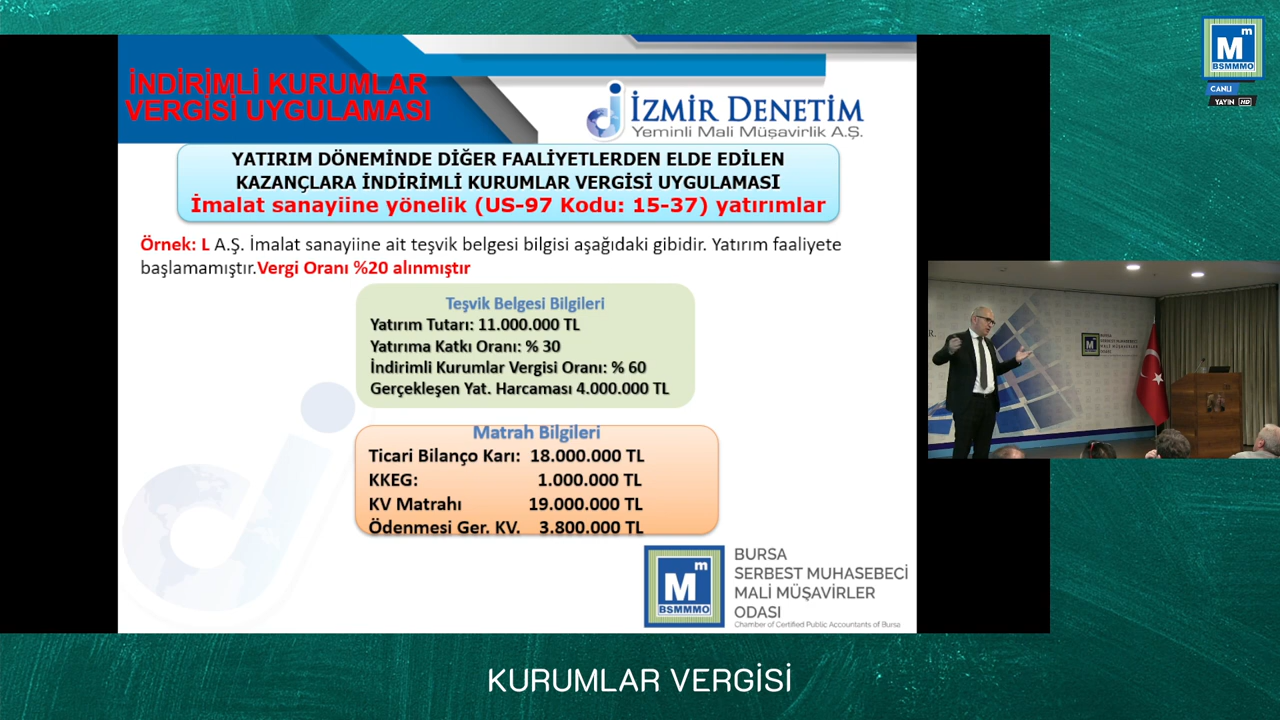 İNDİRİMLİ KURUMLAR
VERGİSİ UYGULAMASI
İZMİR DENETİM
Yeminli Mali Müşavirlik A.Ş.
YATIRIM DÖNEMİNDE DİĞER FAALİYETLERDEN ELDE EDİLEN
KAZANÇLARA İNDİRİMLİ KURUMLAR VERGİSİ UYGULAMASI
İmalat sanayiine yönelik (US-97 Kodu: 15-37) yatırımlar
Örnek: L A.Ş. İmalat sanayiine ait teşvik belgesi bilgisi aşağıdaki gibidir. Yatırım faaliyete
başlamamıştır.Vergi Oranı %20 alınmıştır
Teşvik Belgesi Bilgileri
Yatırım Tutarı: 11.000.000 TL
Yatırıma Katkı Oranı: % 30
İndirimli Kurumlar Vergisi Oranı: % 60
Gerçekleşen Yat. Harcaması 4.000.000 TL
Matrah Bilgileri
Ticari Bilanço Karı: 18.000.000 TL
KKEG: 1.000.000 TL
KV Matrahı 19.000.000 TL
Ödenmesi Ger. KV. 3.800.000 TL
Mm
BSMMMO
BURSA
SERBEST MUHASEBECİ
MALİ MÜŞAVİRLER
ODASI
Chamber of Certified Public Accountants of Bursa
Mm
BSMMMO
CANLI
YAYIN HD
KURUMLAR VERGİSİ